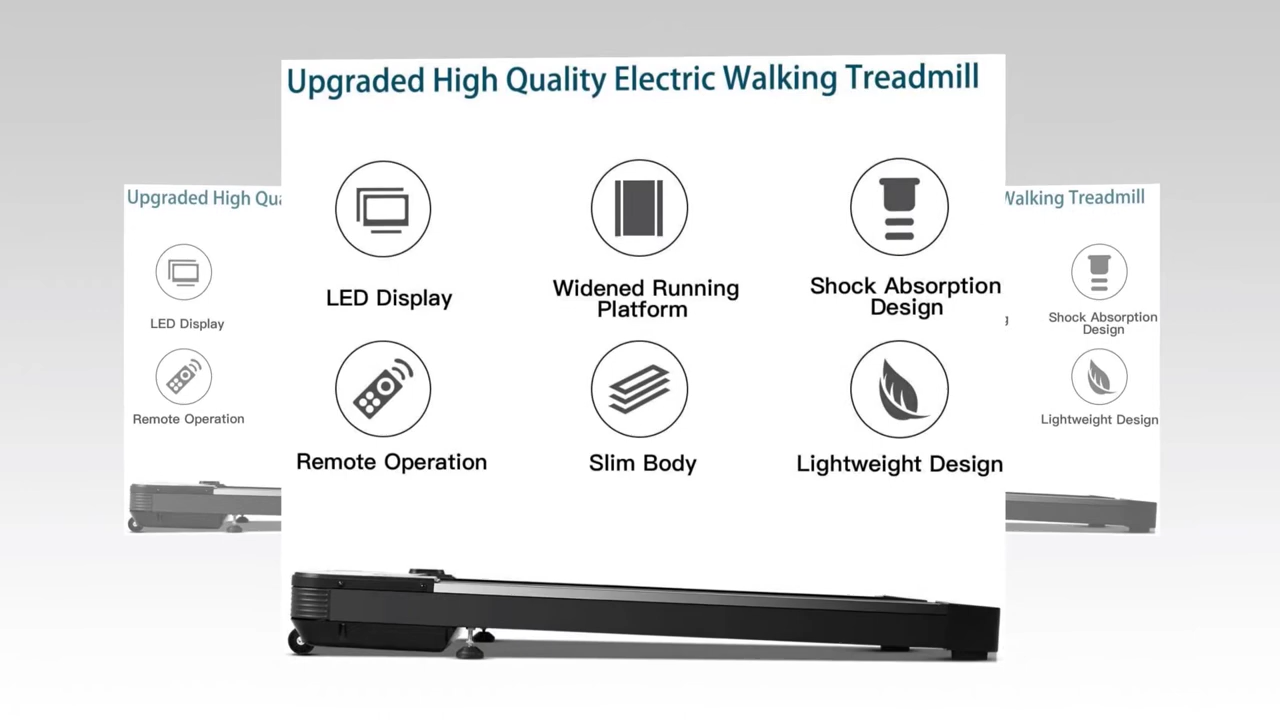 Upgraded High Quality Electric Walking Treadmill
LED Display
Widened Running
Platform
Shock Absorption
Design
Remote Operation
Slim Body
Lightweight Design
Upgraded High Qua
LED Display
Remote Operation
Walking Treadmill
g
Shock Absorption
Design
Lightweight Design